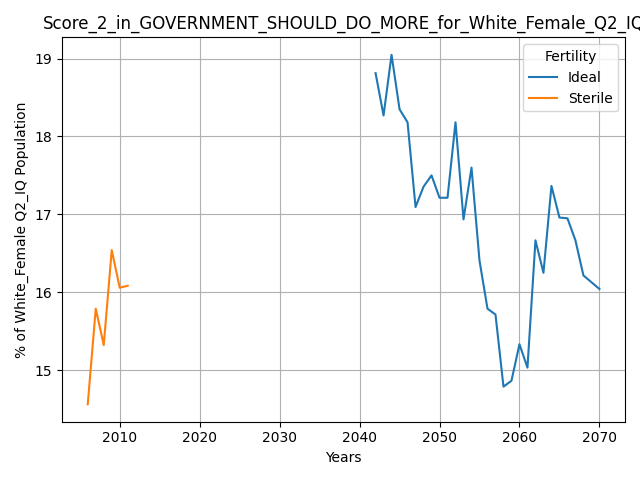 Score_2_in_GOVERNMENT_SHOULD_DO_MORE_for_White_Female_Q2_IQ
Fertility
Ideal
Sterile
% of White_Female Q2_IQ Population
19
18
17
16
15
2010
2020
2030
2040
2050
2060
2070
Years